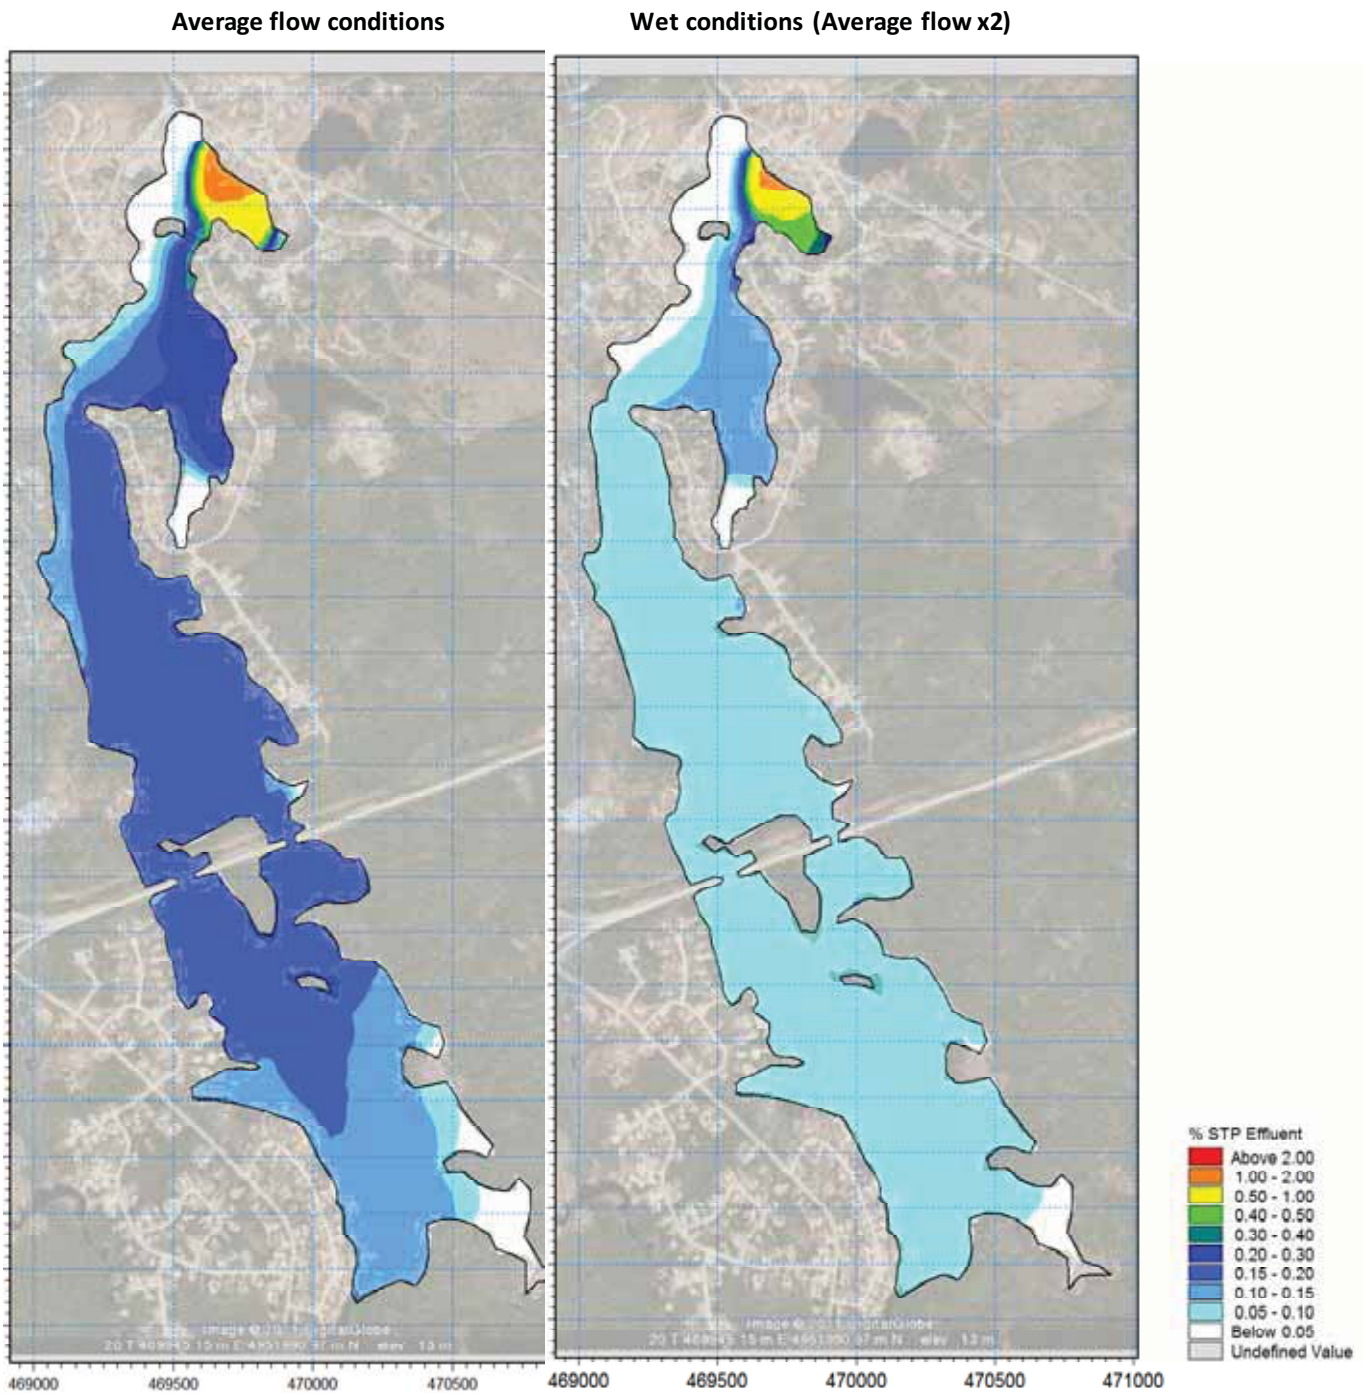 Average flow conditions
Wet conditions (Average flow x2)
% STP Effluent
Above 2.00
1.00 - 2.00
0.50 - 1.00
0.40 - 0.50
0.30 - 0.40
0.20 - 0.30
0.15 - 0.20
0.10 - 0.15
0.05 - 0.10
Below 0.05
Undefined Value
469000 469500 470000 470500
469000 469500 470000 470500 471000